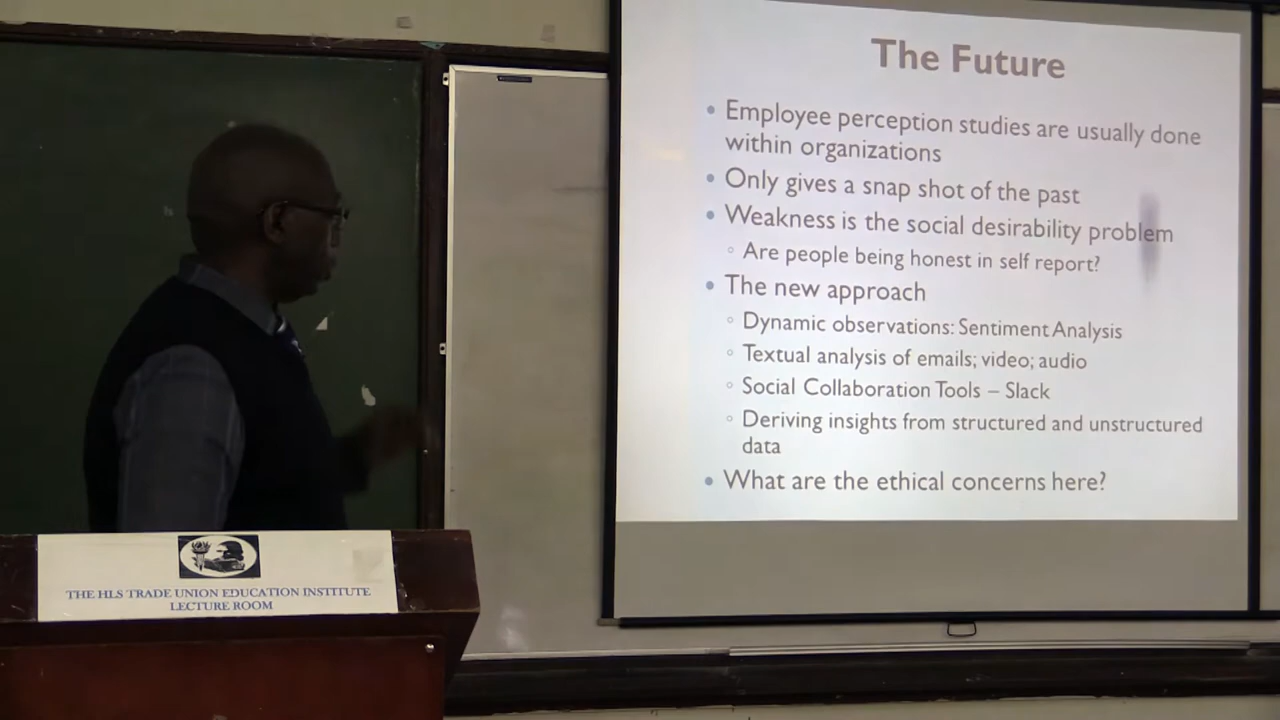 The Future
• Employee perception studies are usually done
within organizations
• Only gives a snap shot of the past
• Weakness is the social desirability problem
◦ Are people being honest in self report?
• The new approach
◦ Dynamic observations: Sentiment Analysis
◦ Textual analysis of emails; video; audio
◦ Social Collaboration Tools – Slack
◦ Deriving insights from structured and unstructured
data
• What are the ethical concerns here?
THE HLS TRADE UNION EDUCATION INSTITUTE
LECTURE ROOM